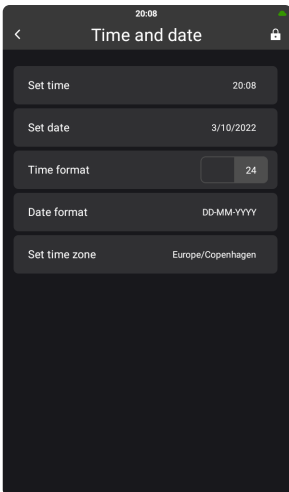 20:08
Time and date
Set time 20:08
Set date 3/10/2022
Time format 24
Date format DD-MM-YYYY
Set time zone Europe/Copenhagen